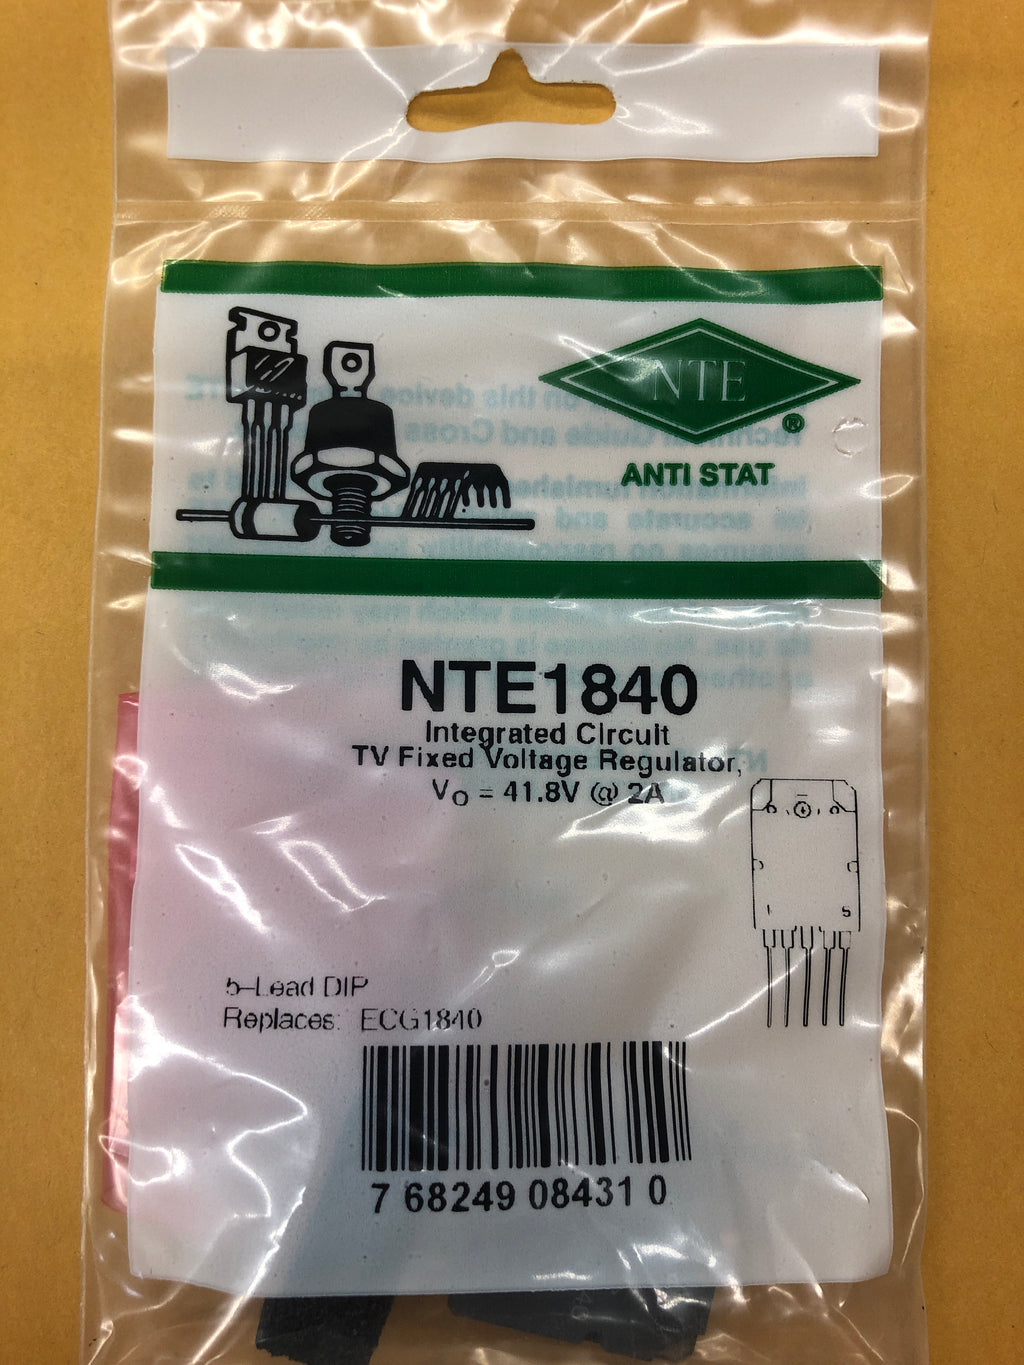 NTE
®
ANTI STAT
NTE1840
Integrated Circuit
TV Fixed Voltage Regulator,
VO = 41.8V @ 2A
1 5
5–Lead DIP
Replaces: ECG1840
7 68249 08431 0